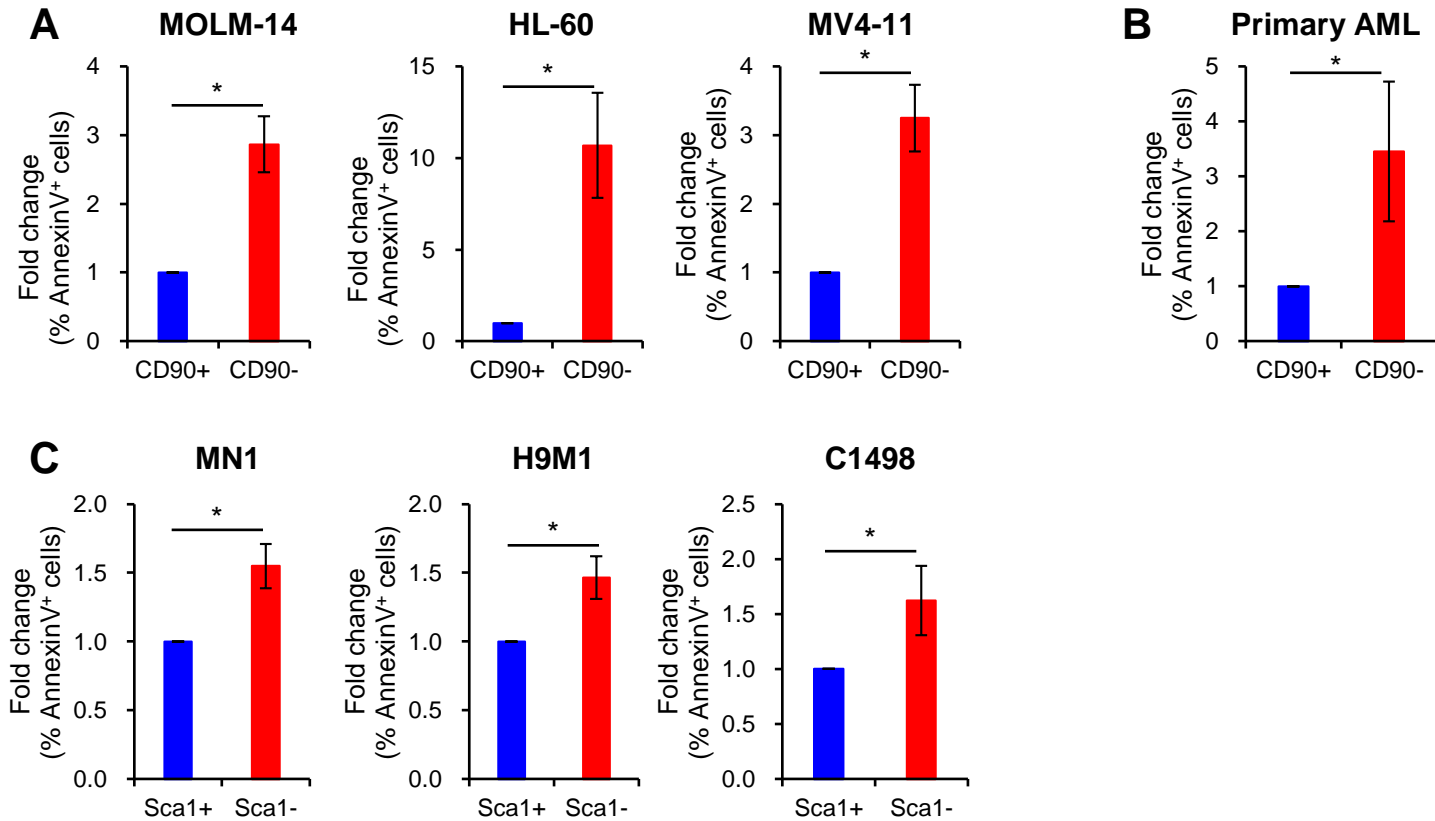 A
MOLM-14
Fold change
(% AnnexinV⁺ cells)
4
3
2
1
0
*
CD90+ CD90-
HL-60
Fold change
(% AnnexinV⁺ cells)
15
10
5
0
*
CD90+ CD90-
MV4-11
Fold change
(% AnnexinV⁺ cells)
4
3
2
1
0
*
CD90+ CD90-
B
Primary AML
Fold change
(% AnnexinV⁺ cells)
5
4
3
2
1
0
*
CD90+ CD90-
C
MN1
Fold change
(% AnnexinV⁺ cells)
2.0
1.5
1.0
0.5
0.0
*
Sca1+ Sca1-
H9M1
Fold change
(% AnnexinV⁺ cells)
2.0
1.5
1.0
0.5
0.0
*
Sca1+ Sca1-
C1498
Fold change
(% AnnexinV⁺ cells)
2.5
2.0
1.5
1.0
0.5
0.0
*
Sca1+ Sca1-